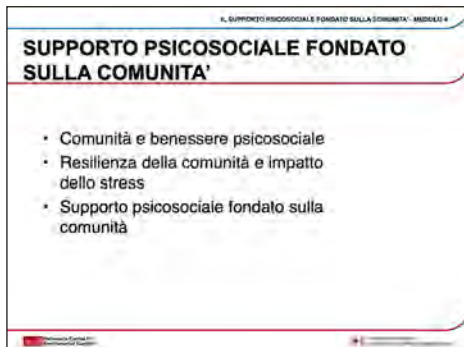 IL SUPPORTO PSICOSOCIALE FONDATO SULLA COMUNITA' - MODULO 4
SUPPORTO PSICOSOCIALE FONDATO
SULLA COMUNITA'
· Comunità e benessere psicosociale
· Resilienza della comunità e impatto
dello stress
· Supporto psicosociale fondato sulla
comunità